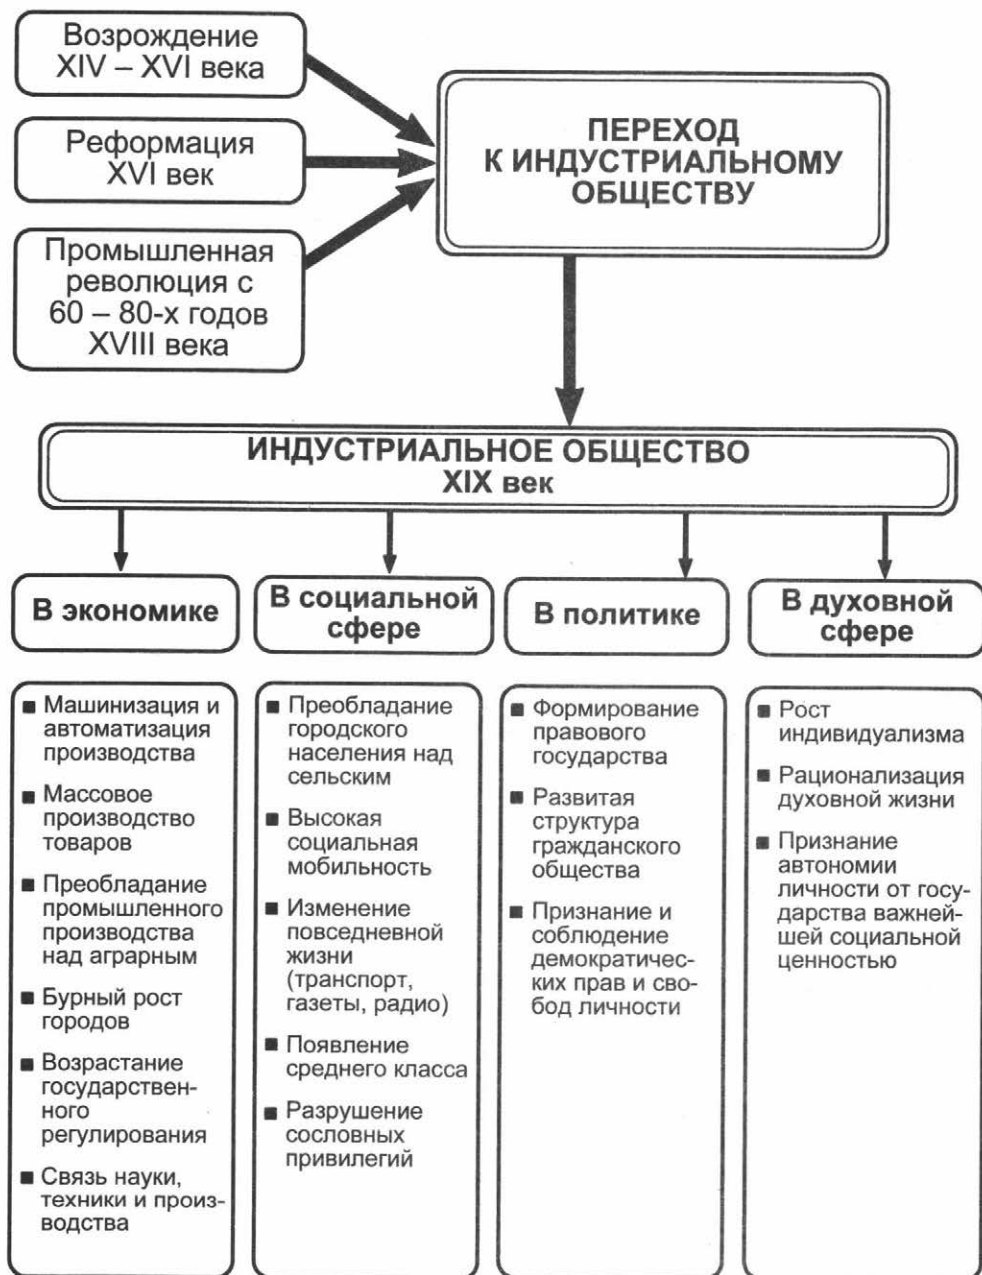 Возрождение
XIV – XVI века
Реформация
XVI век
Промышленная
революция с
60 – 80-х годов
XVIII века
ПЕРЕХОД
К ИНДУСТРИАЛЬНОМУ
ОБЩЕСТВУ
ИНДУСТРИАЛЬНОЕ ОБЩЕСТВО
XIX век
В экономике
■ Машинизация и
автоматизация
производства
■ Массовое
производство
товаров
■ Преобладание
промышленного
производства
над аграрным
■ Бурный рост
городов
■ Возрастание
государствен-
ного
регулирования
■ Связь науки,
техники и произ-
водства
В социальной
сфере
■ Преобладание
городского
населения над
сельским
■ Высокая
социальная
мобильность
■ Изменение
повседневной
жизни
(транспорт,
газеты, радио)
■ Появление
среднего класса
■ Разрушение
сословных
привилегий
В политике
■ Формирование
правового
государства
■ Развитая
структура
гражданского
общества
■ Признание и
соблюдение
демократичес-
ких прав и сво-
бод личности
В духовной
сфере
■ Рост
индивидуализма
■ Рационализация
духовной жизни
■ Признание
автономии
личности от госу-
дарства важней-
шей социальной
ценностью